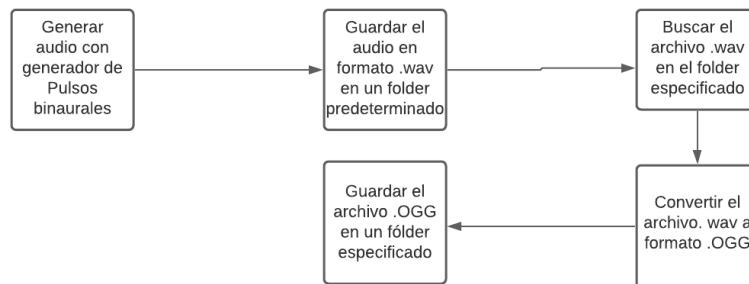 Generar
audio con
generador de
Pulsos
binaurales
Guardar el
audio en
formato .wav
en un folder
predeterminado
Buscar el
archivo .wav
en el folder
especificado
Convertir el
archivo. wav a
formato .OGG
Guardar el
archivo .OGG
en un fólder
especificado